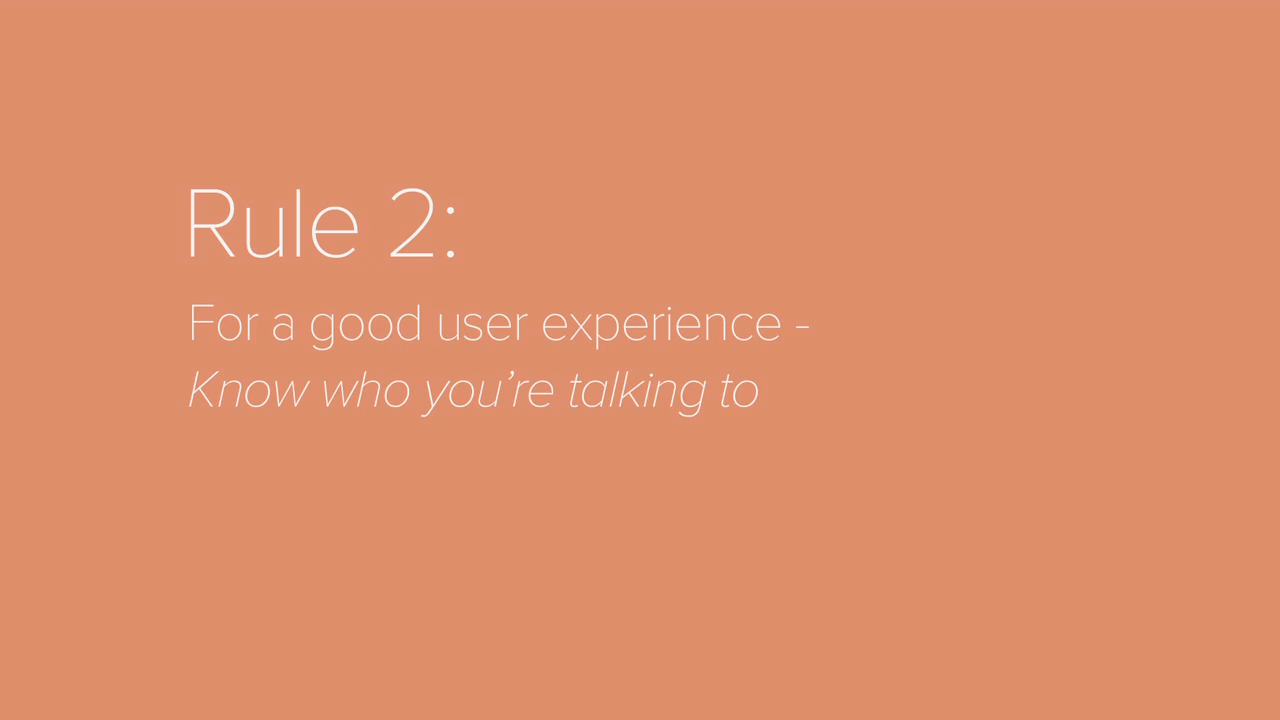 Rule 2:
For a good user experience -
Know who you’re talking to